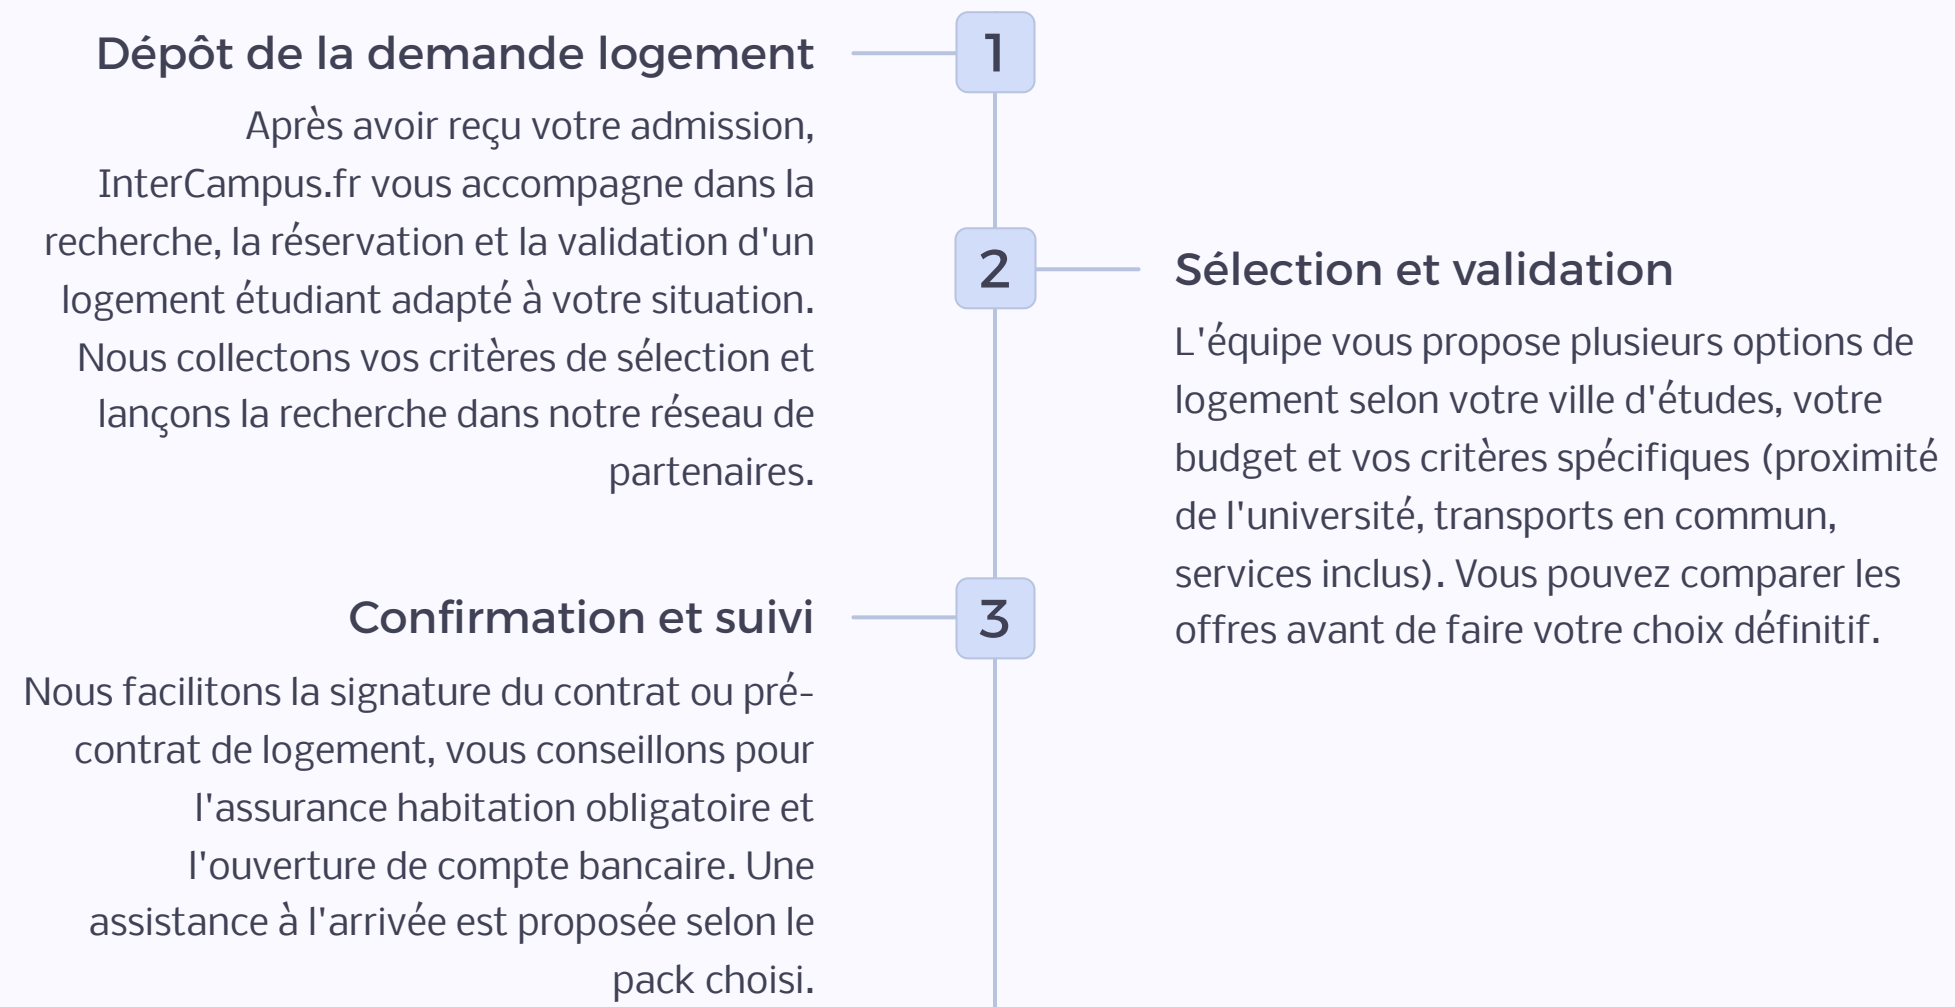 Dépôt de la demande logement
1
Après avoir reçu votre admission,
InterCampus.fr vous accompagne dans la
recherche, la réservation et la validation d'un
logement étudiant adapté à votre situation.
Nous collectons vos critères de sélection et
lançons la recherche dans notre réseau de
partenaires.
2
Sélection et validation
L'équipe vous propose plusieurs options de
logement selon votre ville d'études, votre
budget et vos critères spécifiques (proximité
de l'université, transports en commun,
services inclus). Vous pouvez comparer les
offres avant de faire votre choix définitif.
Confirmation et suivi
3
Nous facilitons la signature du contrat ou pré-
contrat de logement, vous conseillons pour
l'assurance habitation obligatoire et
l'ouverture de compte bancaire. Une
assistance à l'arrivée est proposée selon le
pack choisi.